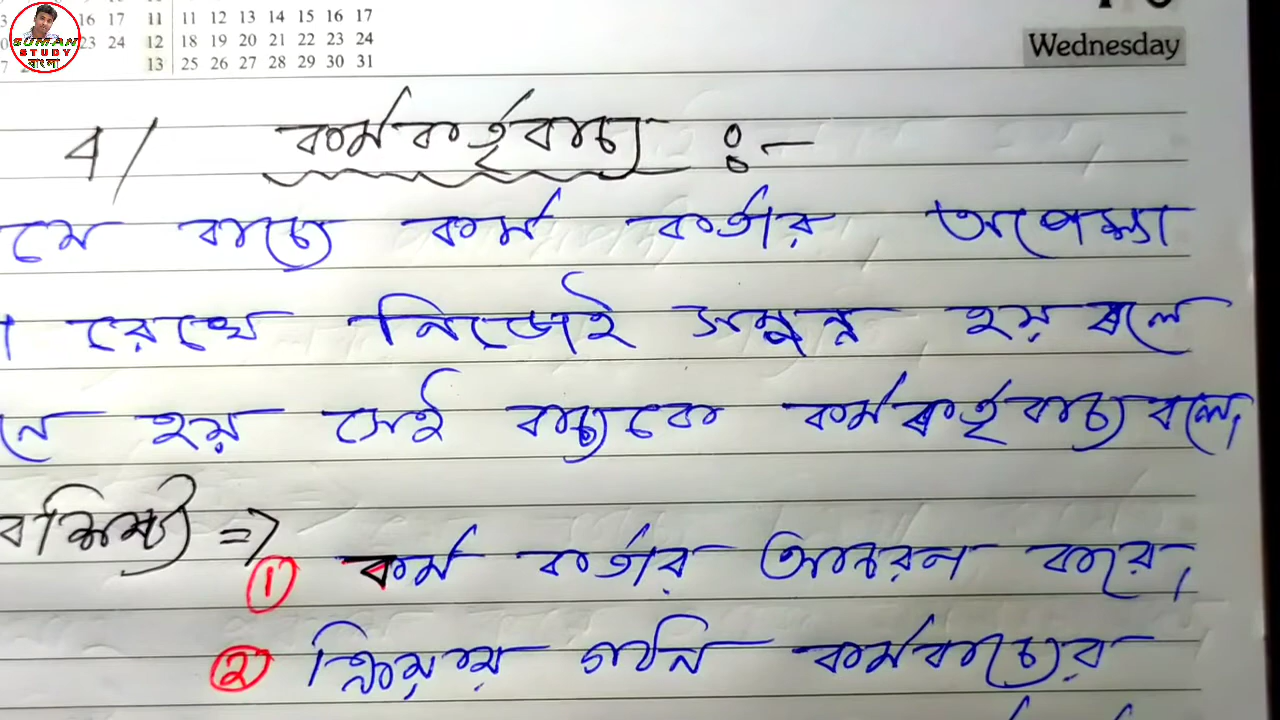 16 17 11 11 12 13 14 15 16 17
23 24 12 18 19 20 21 22 23 24
13 25 26 27 28 29 30 31
Wednesday
SUMAN
STUDY
বাংলা
4/ কর্মকর্তৃবাচ্য ঃ-
যে বাচ্যে কর্ম কর্তার অপেক্ষা
রেখে নিজেই সম্পন্ন হয় বলে
হয় সেই বাচ্যকে কর্মকর্তৃবাচ্য বলে।
=>
① কর্ম কর্তার আচরন করে।
② ক্রিয়ায় গঠন কর্মবাচ্যের